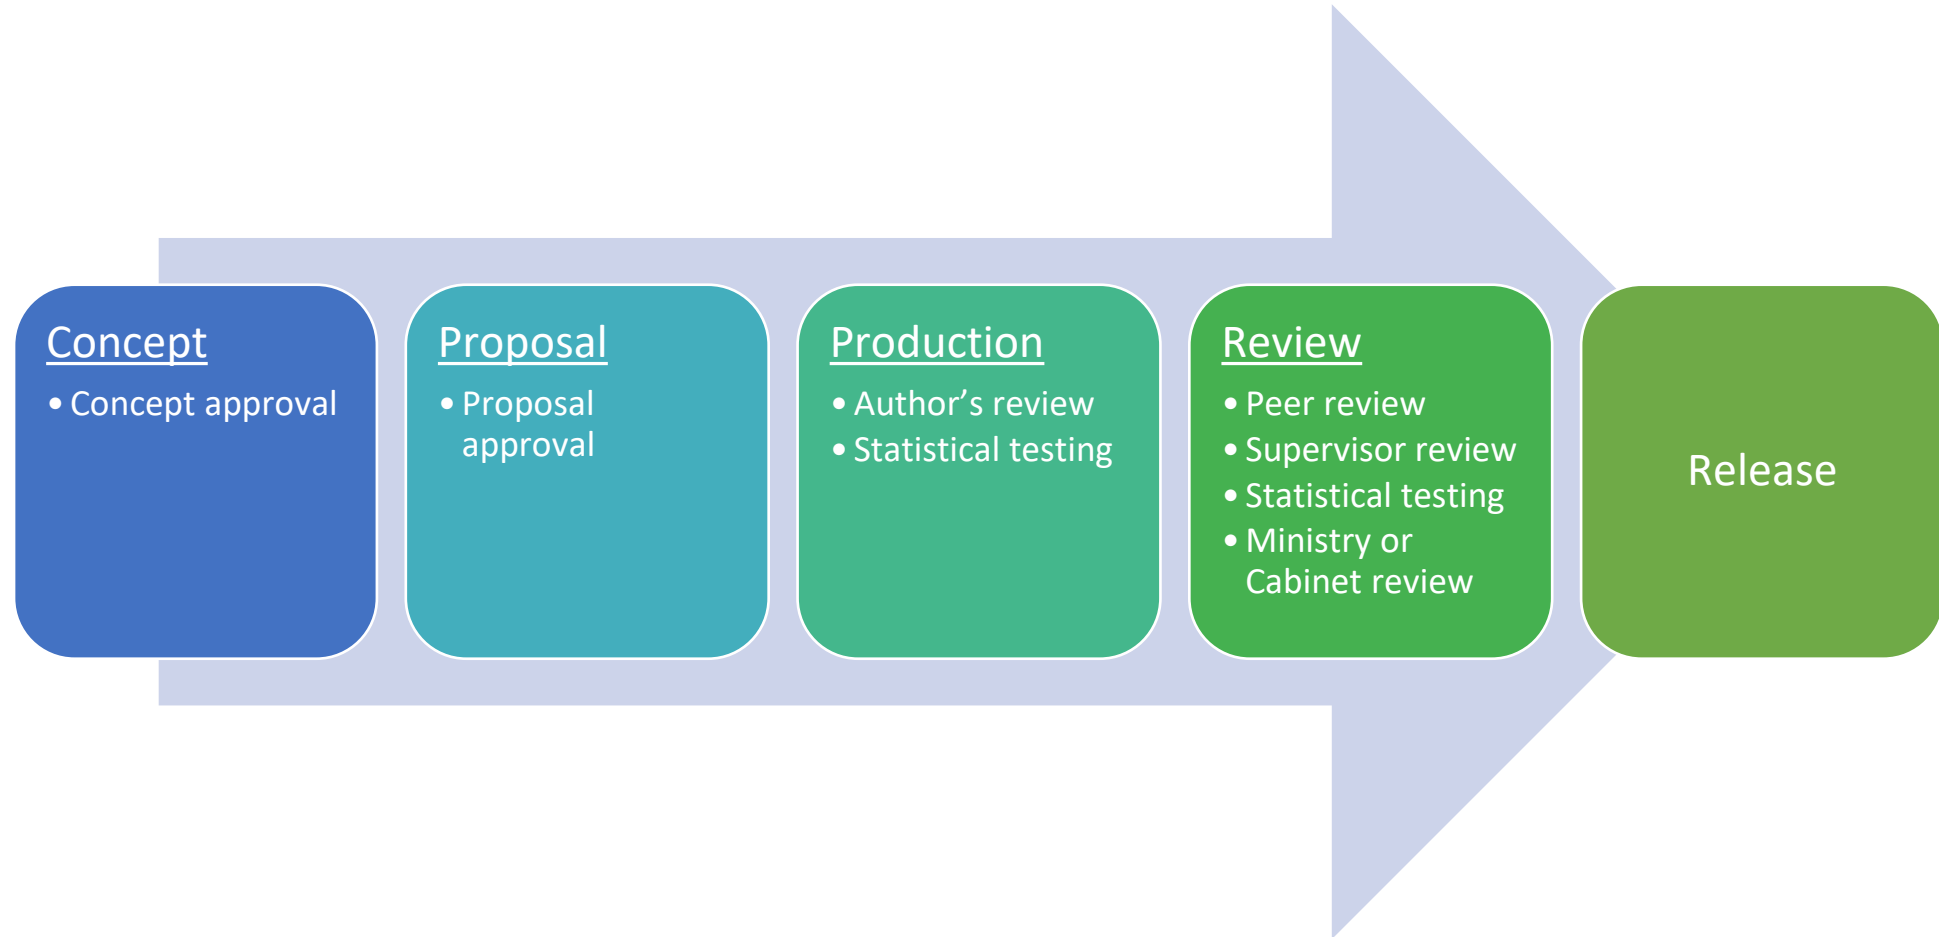 Concept
• Concept approval
Proposal
• Proposal
approval
Production
• Author’s review
• Statistical testing
Review
• Peer review
• Supervisor review
• Statistical testing
• Ministry or
Cabinet review
Release